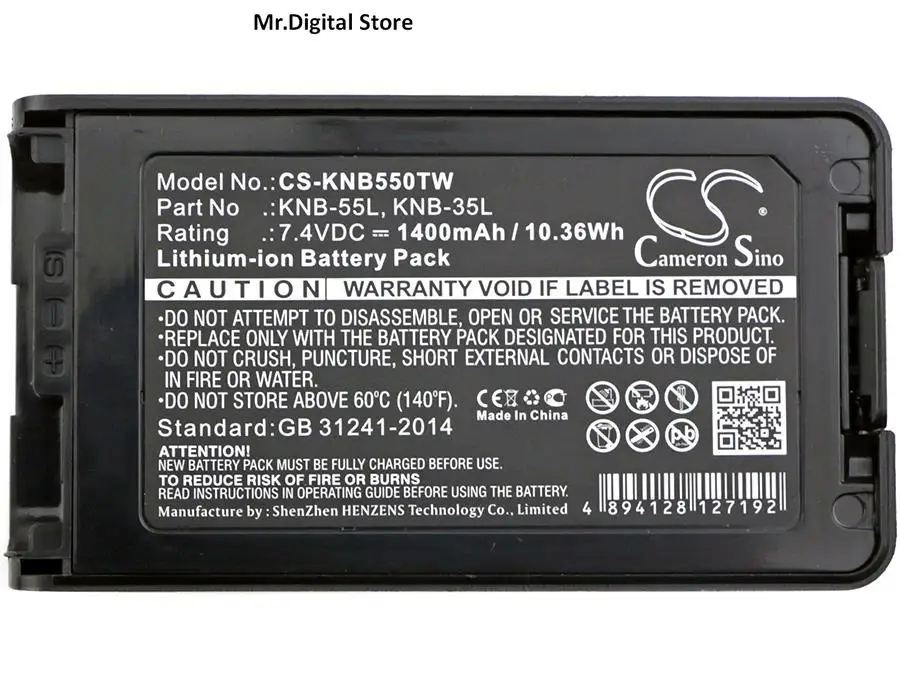 Mr.Digital Store
Model No.:CS-KNB550TW
Part No .:KNB-55L, KNB-35L
Rating .:7.4VDC ⎓ 1400mAh / 10.36Wh
Lithium-ion Battery Pack
CS®
Cameron Sino
CAUTION WARRANTY VOID IF LABEL IS REMOVED
•DO NOT ATTEMPT TO DISASSEMBLE, OPEN OR SERVICE THE BATTERY PACK.
•REPLACE ONLY WITH THE BATTERY PACK DESIGNATED FOR THIS PRODUCT.
•DO NOT CRUSH, PUNCTURE, SHORT EXTERNAL CONTACTS OR DISPOSE OF
IN FIRE OR WATER.
•DO NOT STORE ABOVE 60ºC (140ºF).
Standard:GB 31241-2014
CE
Made In China
Pb
ATTENTION!
NEW BATTERY PACK MUST BE FULLY CHARGED BEFORE USE.
TO REDUCE RISK OF FIRE OR BURNS
READ INSTRUCTIONS IN OPERATING GUIDE BEFORE USING THE BATTERY.
Manufacture by : ShenZhen HENZENS Technology Co., Limited
4 894128 127192
S - +